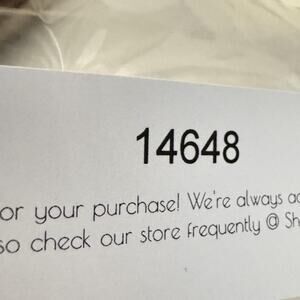 14648
or your purchase! We're always
so check our store frequently @